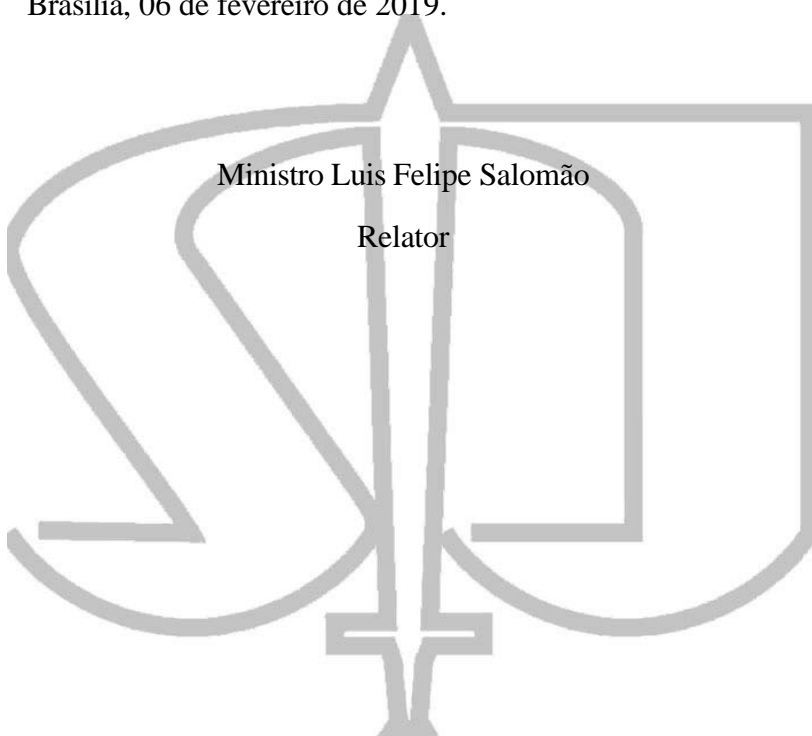 Brasília, 06 de fevereiro de 2019.
Ministro Luis Felipe Salomão
Relator